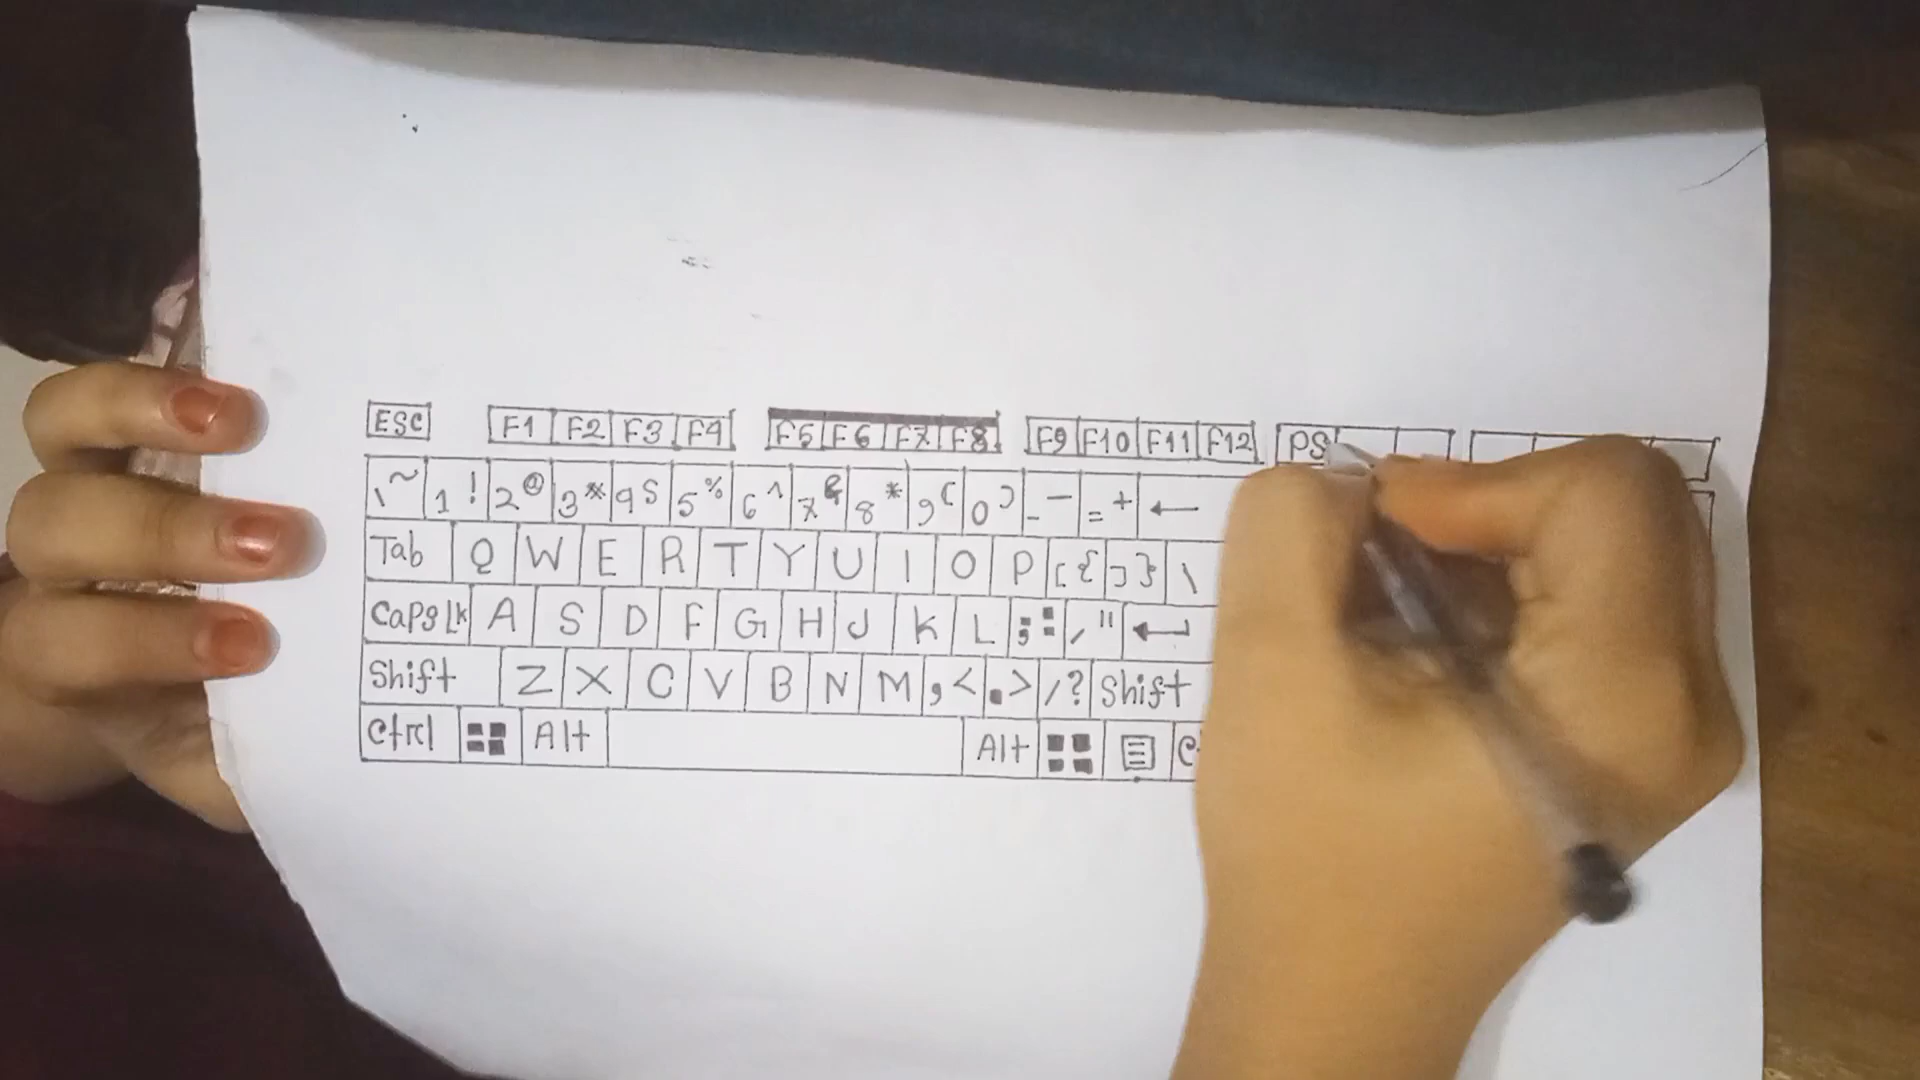 ESC F1 F2 F3 F4 F5 F6 F7 F8 F9 F10 F11 F12 PS
\ ~ 1 ! 2 @ 3 * 9 S 5 % 6 ^ 7 & 8 * 9 ( 0 ) - — = + ←
Tab Q W E R T Y U I O P [ { ] } \
Caps LK A S D F G H J K L ; : , " ←
Shift Z X C V B N M , < . > / ? Shift
Ctrl Alt Alt